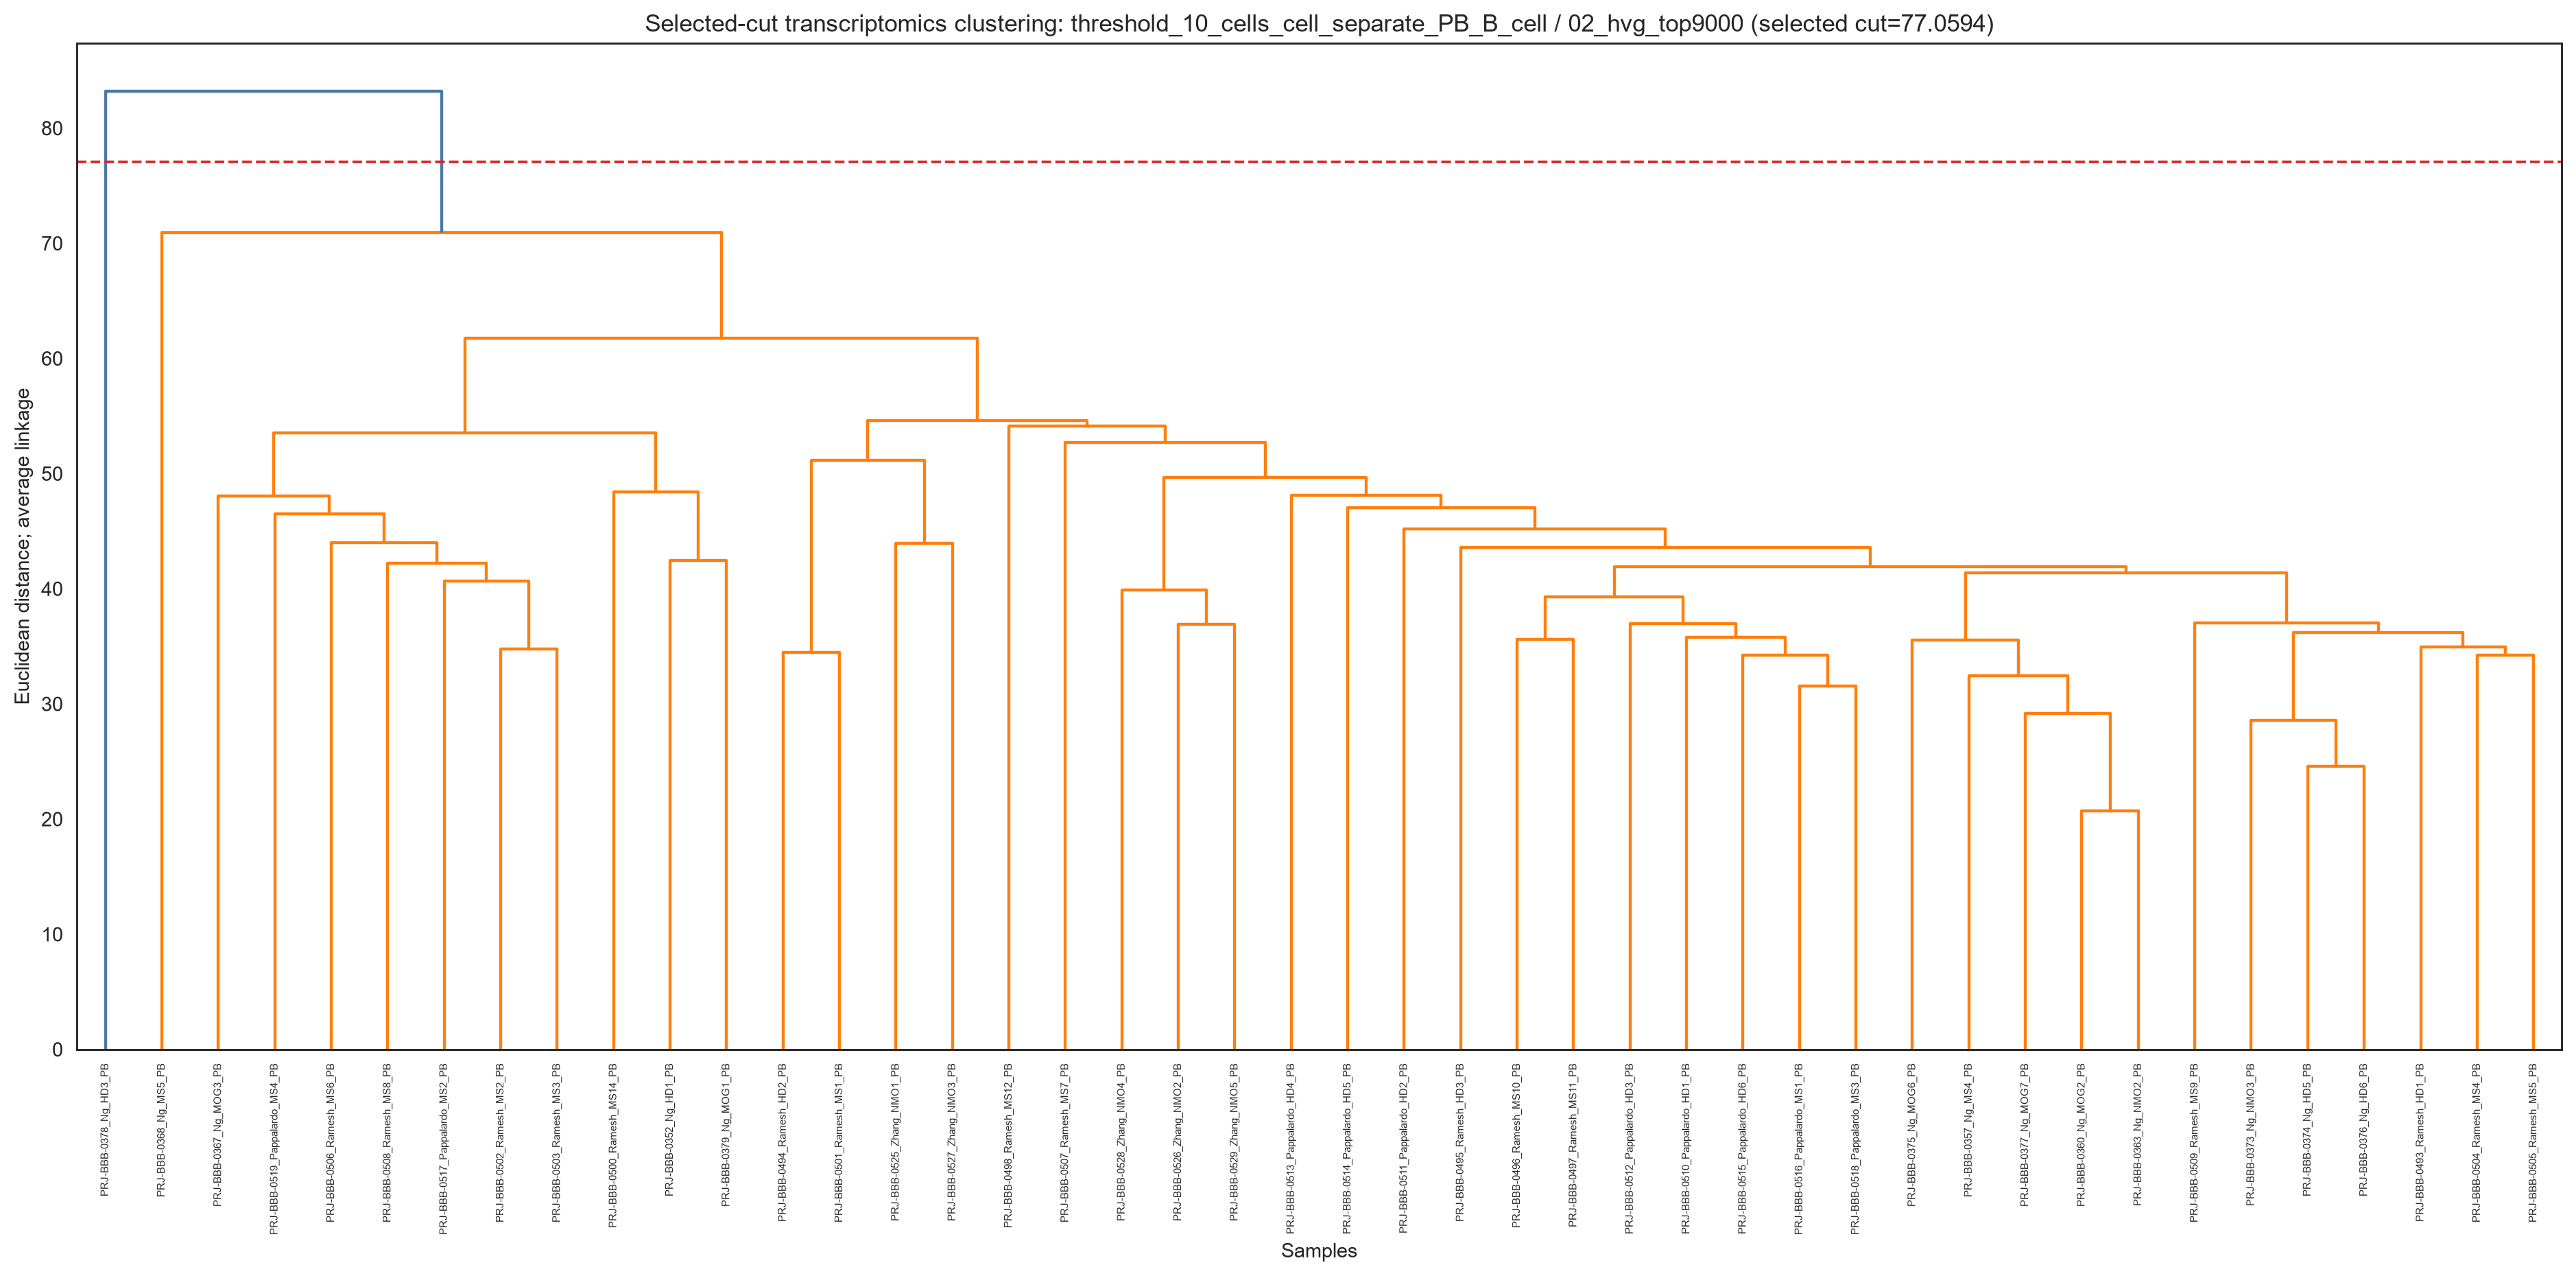 Selected-cut transcriptomics clustering: threshold_10_cells_cell_separate_PB_B_cell / 02_hvg_top9000 (selected cut=77.0594)
Euclidean distance; average linkage
80
70
60
50
40
30
20
10
0
PRJ-BBB-0378_Ng_HD3_PB
PRJ-BBB-0368_Ng_MS5_PB
PRJ-BBB-0367_Ng_MOG3_PB
PRJ-BBB-0519_Pappalardo_MS4_PB
PRJ-BBB-0506_Ramesh_MS6_PB
PRJ-BBB-0508_Ramesh_MS8_PB
PRJ-BBB-0517_Pappalardo_MS2_PB
PRJ-BBB-0502_Ramesh_MS2_PB
PRJ-BBB-0503_Ramesh_MS3_PB
PRJ-BBB-0500_Ramesh_MS14_PB
PRJ-BBB-0352_Ng_HD1_PB
PRJ-BBB-0379_Ng_MOG1_PB
PRJ-BBB-0494_Ramesh_HD2_PB
PRJ-BBB-0501_Ramesh_MS1_PB
PRJ-BBB-0525_Zhang_NMO1_PB
PRJ-BBB-0527_Zhang_NMO3_PB
PRJ-BBB-0498_Ramesh_MS12_PB
PRJ-BBB-0507_Ramesh_MS7_PB
PRJ-BBB-0528_Zhang_NMO4_PB
PRJ-BBB-0526_Zhang_NMO2_PB
PRJ-BBB-0529_Zhang_NMO5_PB
PRJ-BBB-0513_Pappalardo_HD4_PB
PRJ-BBB-0514_Pappalardo_HD5_PB
PRJ-BBB-0511_Pappalardo_HD2_PB
PRJ-BBB-0495_Ramesh_HD3_PB
PRJ-BBB-0496_Ramesh_MS10_PB
PRJ-BBB-0497_Ramesh_MS11_PB
PRJ-BBB-0512_Pappalardo_HD3_PB
PRJ-BBB-0510_Pappalardo_HD1_PB
PRJ-BBB-0515_Pappalardo_HD6_PB
PRJ-BBB-0516_Pappalardo_MS1_PB
PRJ-BBB-0518_Pappalardo_MS3_PB
PRJ-BBB-0375_Ng_MOG6_PB
PRJ-BBB-0357_Ng_MS4_PB
PRJ-BBB-0377_Ng_MOG7_PB
PRJ-BBB-0360_Ng_MOG2_PB
PRJ-BBB-0363_Ng_NMO2_PB
PRJ-BBB-0509_Ramesh_MS9_PB
PRJ-BBB-0373_Ng_NMO3_PB
PRJ-BBB-0374_Ng_HD5_PB
PRJ-BBB-0376_Ng_HD6_PB
PRJ-BBB-0493_Ramesh_HD1_PB
PRJ-BBB-0504_Ramesh_MS4_PB
PRJ-BBB-0505_Ramesh_MS5_PB
Samples